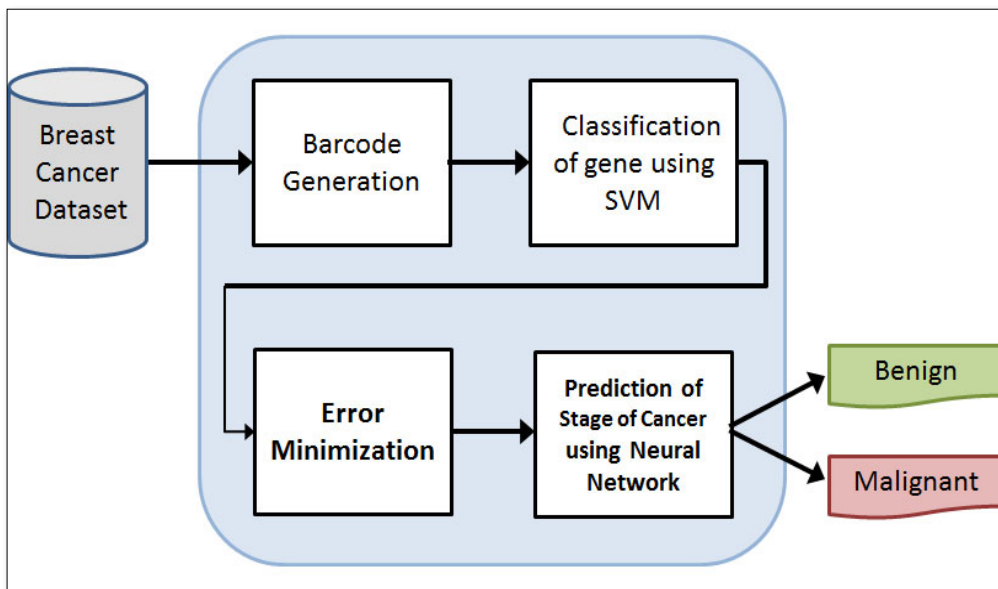 Breast
Cancer
Dataset
Barcode
Generation
Classification
of gene using
SVM
Error
Minimization
Prediction of
Stage of Cancer
using Neural
Network
Benign
Malignant